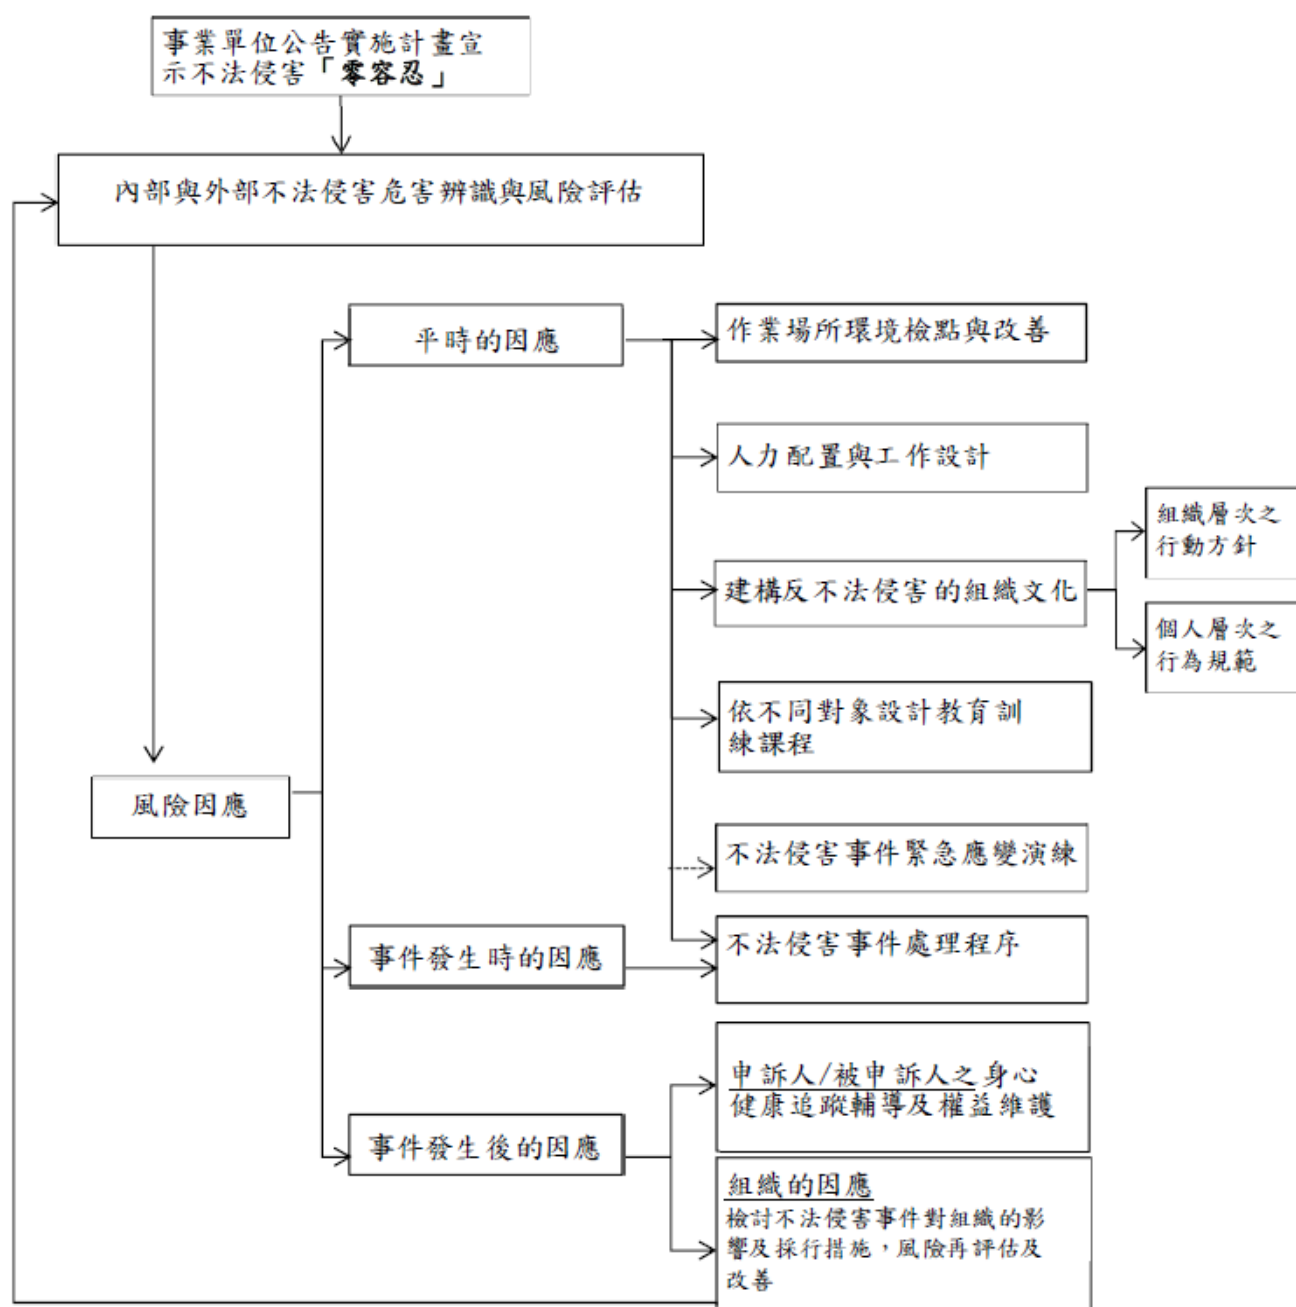 事業單位公告實施計畫宣
示不法侵害「零容忍」
內部與外部不法侵害危害辨識與風險評估
風險因應
平時的因應
作業場所環境檢點與改善
人力配置與工作設計
建構反不法侵害的組織文化
組織層次之
行動方針
個人層次之
行為規範
依不同對象設計教育訓
練課程
不法侵害事件緊急應變演練
事件發生時的因應
不法侵害事件處理程序
事件發生後的因應
申訴人/被申訴人之身心
健康追蹤輔導及權益維護
組織的因應
檢討不法侵害事件對組織的影
響及採行措施，風險再評估及
改善